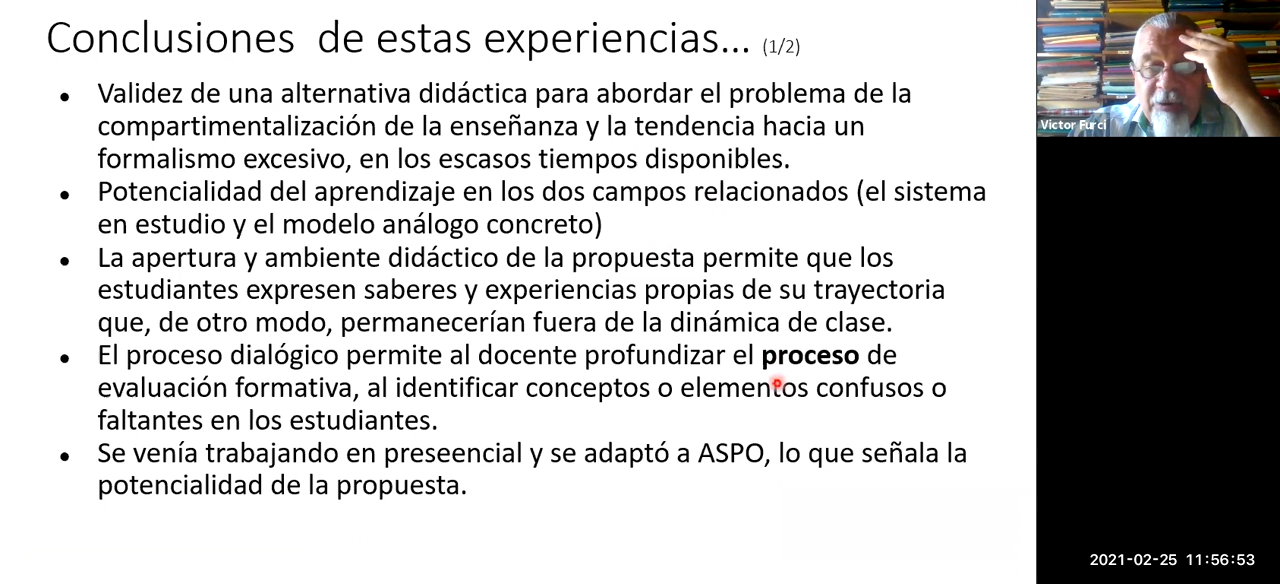 Conclusiones de estas experiencias... (1/2)
● Validez de una alternativa didáctica para abordar el problema de la
compartimentalización de la enseñanza y la tendencia hacia un
formalismo excesivo, en los escasos tiempos disponibles.
● Potencialidad del aprendizaje en los dos campos relacionados (el sistema
en estudio y el modelo análogo concreto)
● La apertura y ambiente didáctico de la propuesta permite que los
estudiantes expresen saberes y experiencias propias de su trayectoria
que, de otro modo, permanecerían fuera de la dinámica de clase.
● El proceso dialógico permite al docente profundizar el proceso de
evaluación formativa, al identificar conceptos o elementos confusos o
faltantes en los estudiantes.
● Se venía trabajando en preseencial y se adaptó a ASPO, lo que señala la
potencialidad de la propuesta.
Victor Furci
2021-02-25 11:56:53